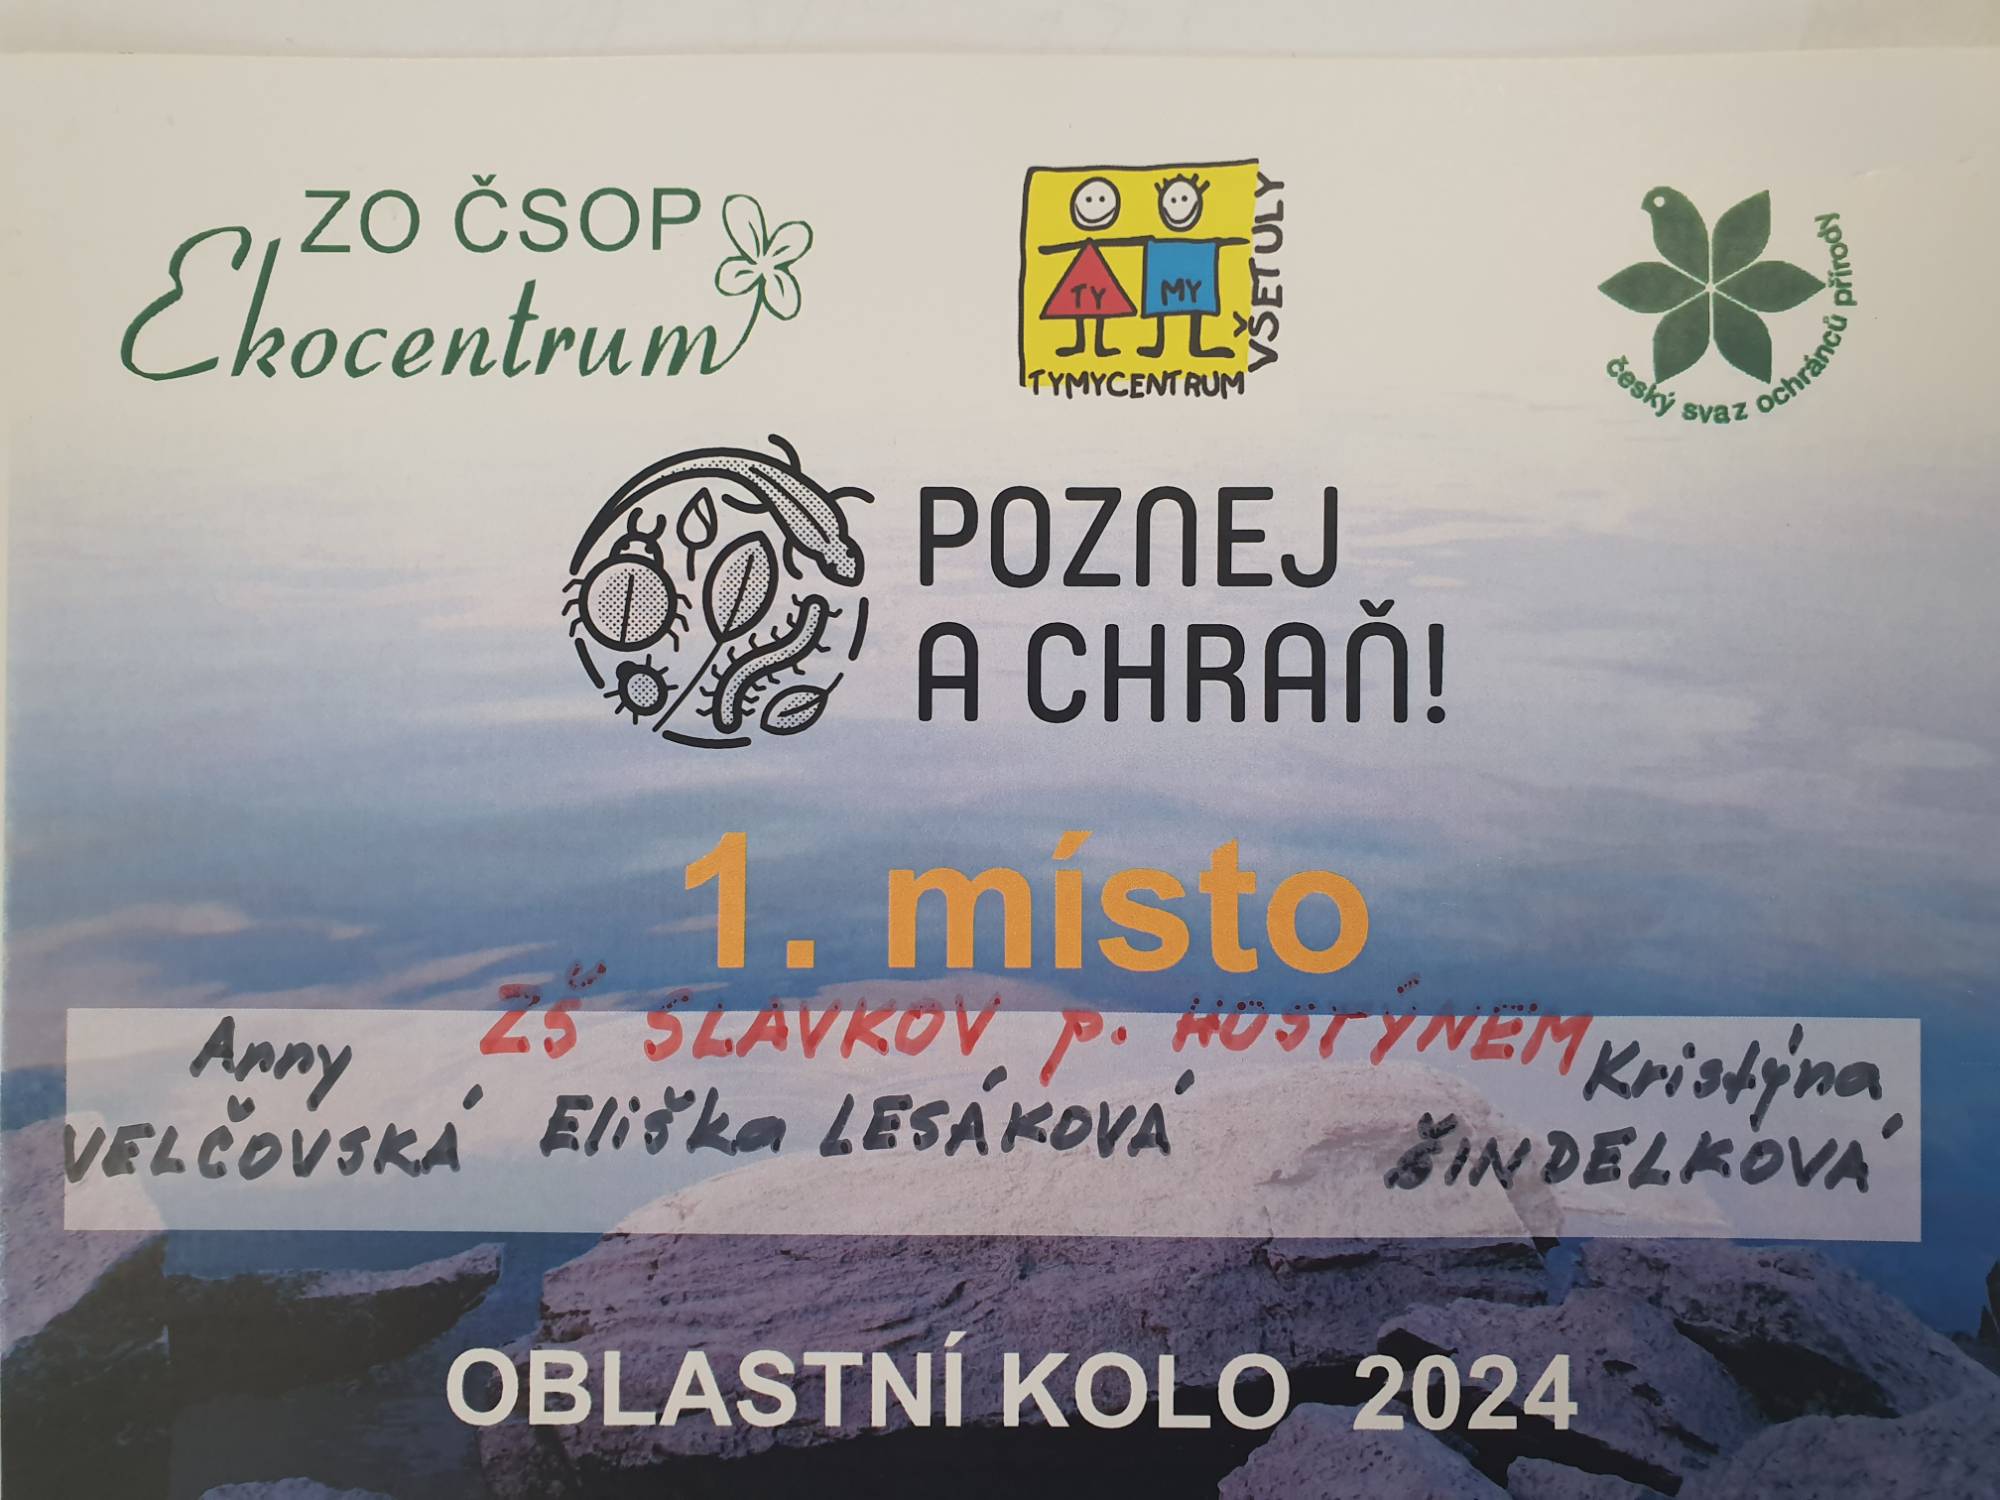 ZO ČSOP
Ekocentrum
TY MY
TYMYCENTRUM
VŠETULY
český svaz ochránců přírody
POZNEJ
A CHRAŇ!
1. místo
ZŠ SLAVKOV p. HOSTÝNEM
Anny
VELČOVSKÁ
Eliška LESÁKOVÁ
Kristýna
ŠINDELKOVÁ
OBLASTNÍ KOLO 2024